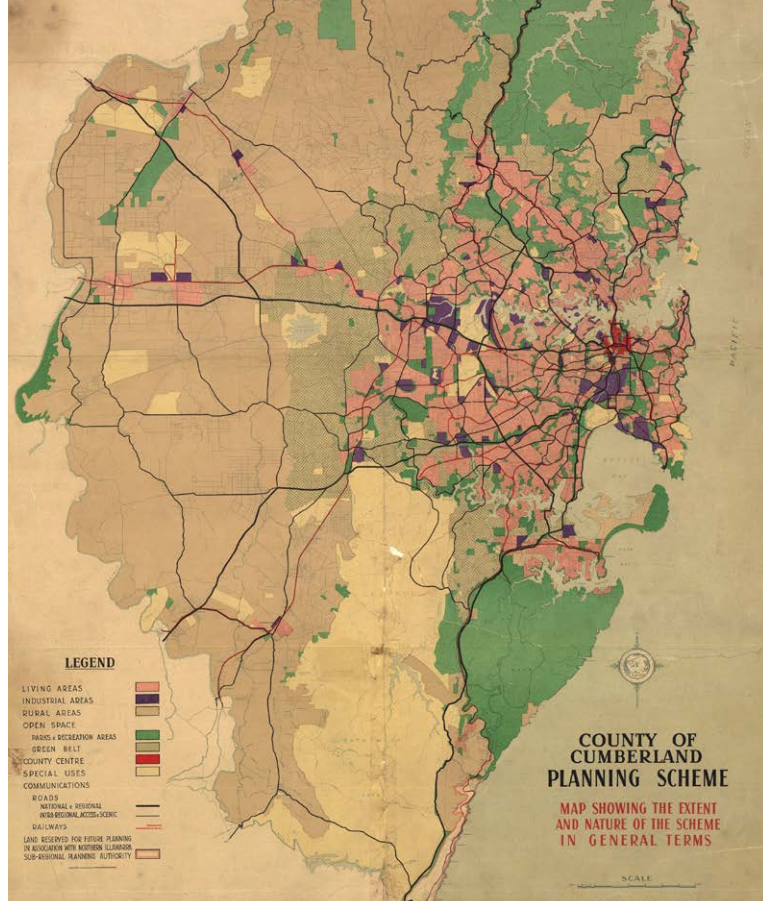 OCEAN
PACIFIC
BOTANY
BAY
LEGEND
LIVING AREAS
INDUSTRIAL AREAS
RURAL AREAS
OPEN SPACE
PARKS & RECREATION AREAS
GREEN BELT
COUNTY CENTRE
SPECIAL USES
COMMUNICATIONS
ROADS
NATIONAL & REGIONAL
INTRA-REGIONAL ACCESS & SCENIC
RAILWAYS
LAND RESERVED FOR FUTURE PLANNING
IN ASSOCIATION WITH NORTHERN ILLAWARRA
SUB-REGIONAL PLANNING AUTHORITY
COUNTY OF
CUMBERLAND
PLANNING SCHEME
MAP SHOWING THE EXTENT
AND NATURE OF THE SCHEME
IN GENERAL TERMS
SCALE